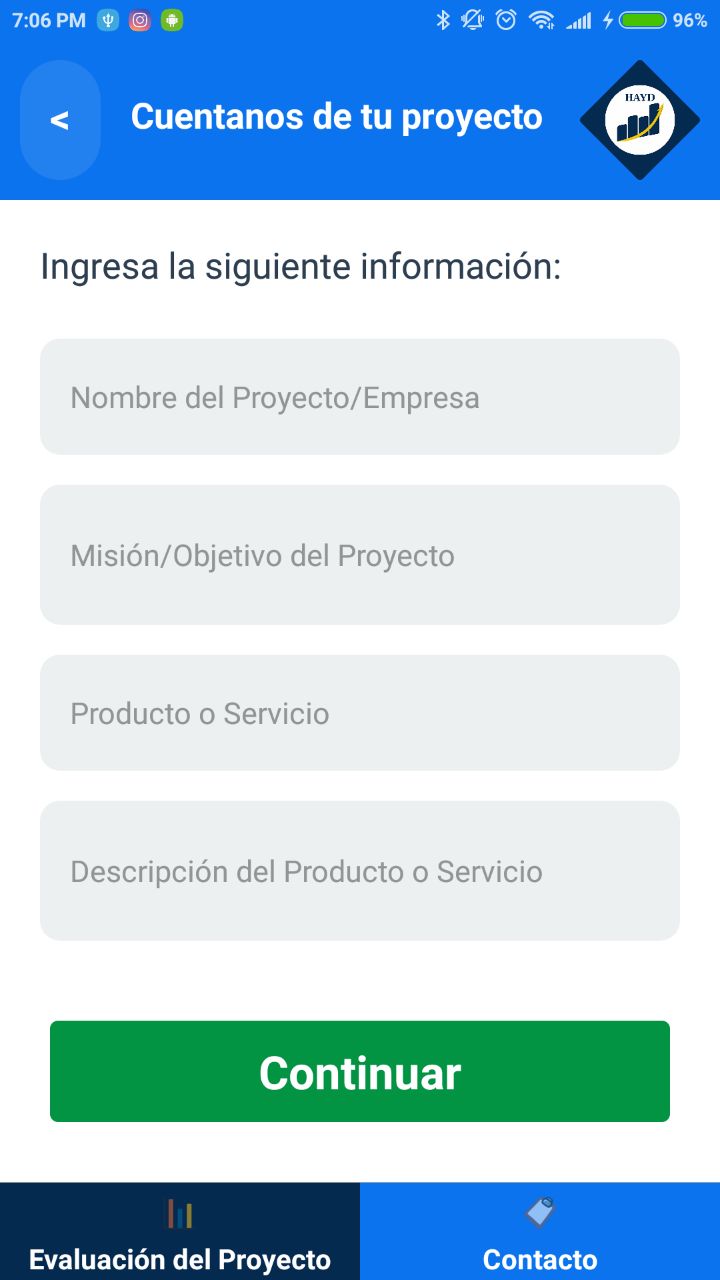 7:06 PM
96%
<
Cuentanos de tu proyecto
HAYD
Ingresa la siguiente información:
Nombre del Proyecto/Empresa
Misión/Objetivo del Proyecto
Producto o Servicio
Descripción del Producto o Servicio
Continuar
Evaluación del Proyecto
Contacto